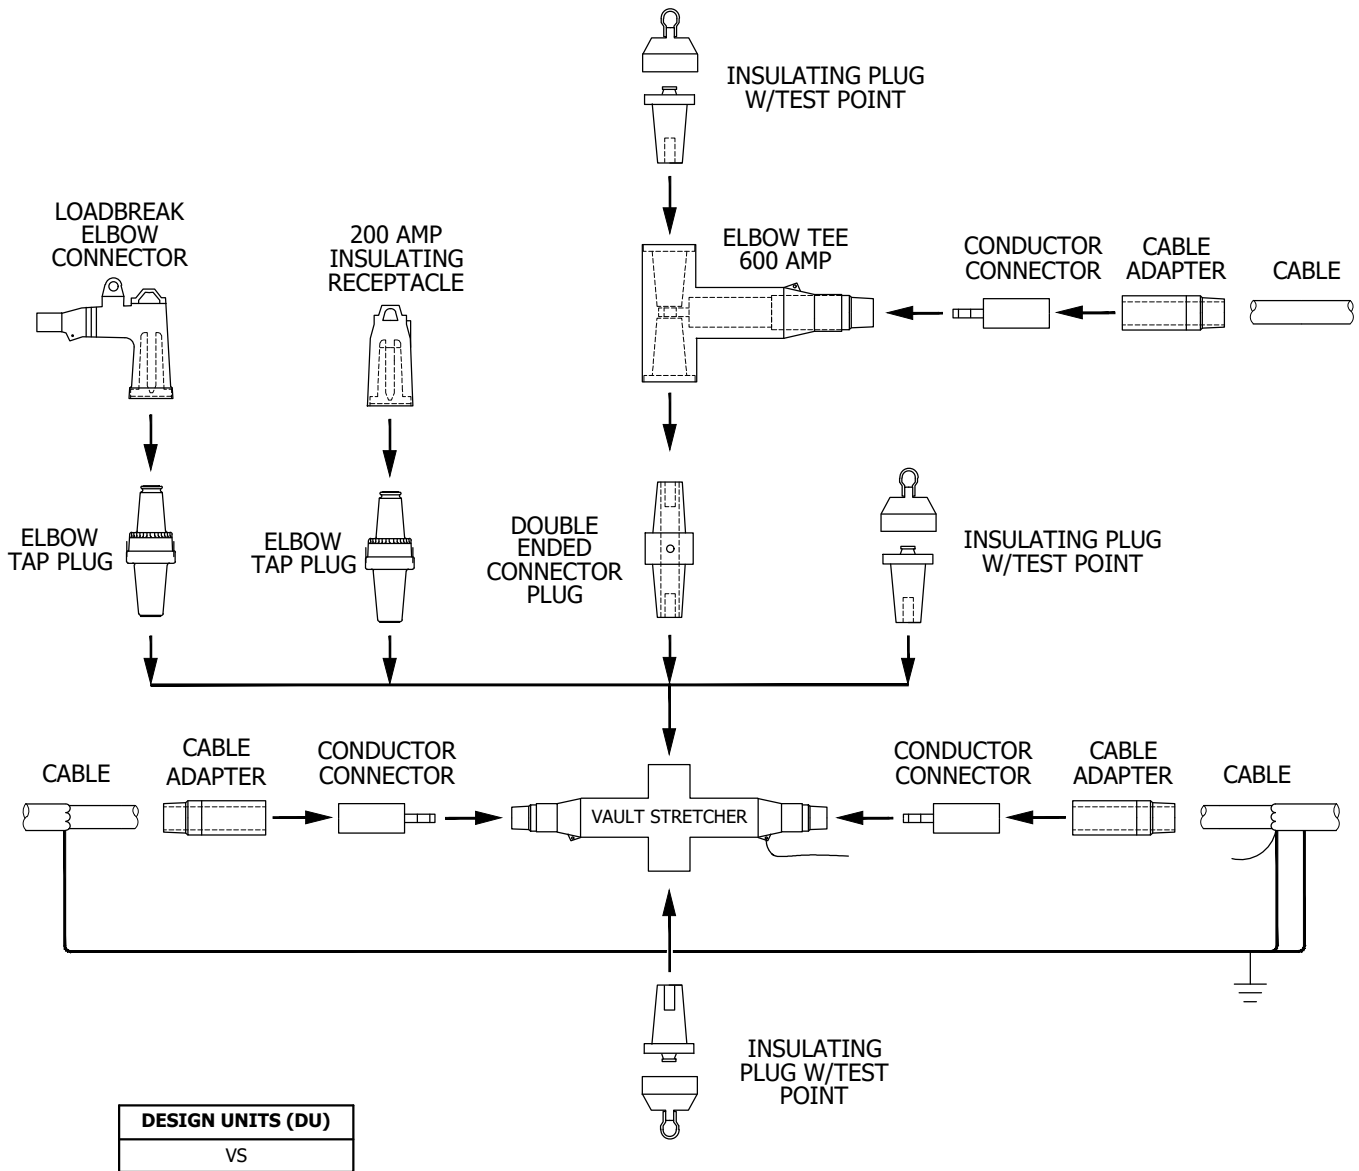 INSULATING PLUG
W/TEST POINT
LOADBREAK
ELBOW
CONNECTOR
200 AMP
INSULATING
RECEPTACLE
ELBOW TEE
600 AMP
CONDUCTOR
CONNECTOR
CABLE
ADAPTER
CABLE
ELBOW
TAP PLUG
ELBOW
TAP PLUG
DOUBLE
ENDED
CONNECTOR
PLUG
INSULATING PLUG
W/TEST POINT
CABLE
CABLE
ADAPTER
CONDUCTOR
CONNECTOR
VAULT STRETCHER
CONDUCTOR
CONNECTOR
CABLE
ADAPTER
CABLE
INSULATING
PLUG W/TEST
POINT
DESIGN UNITS (DU)
VS